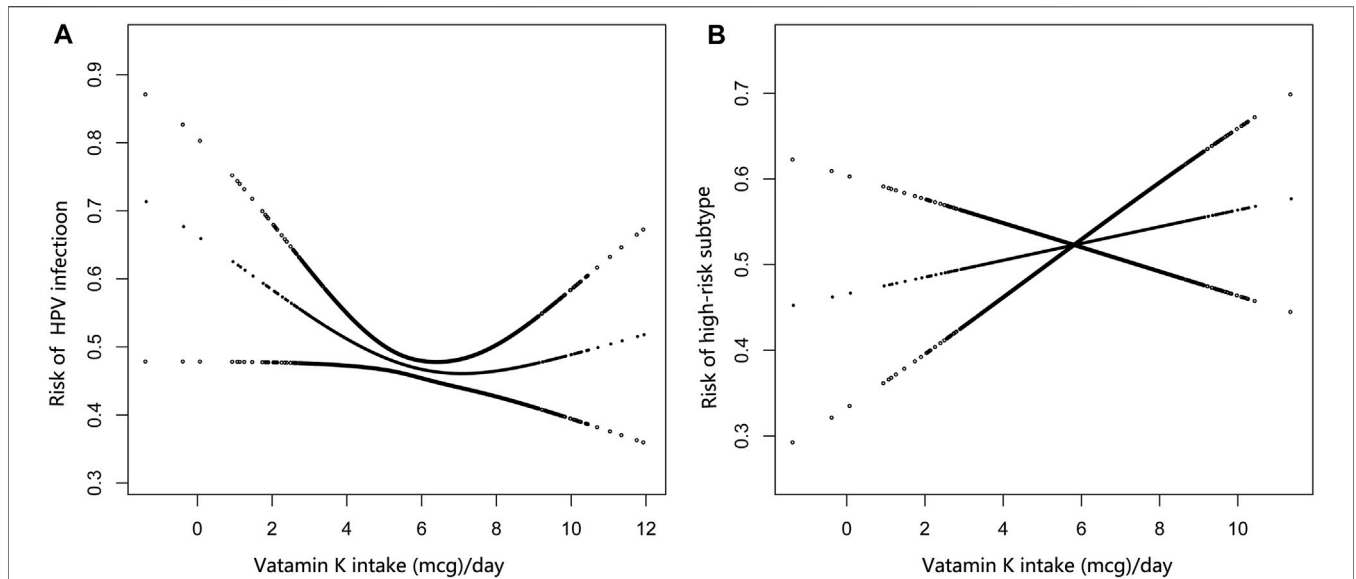 A
Risk of HPV infectioon
0.9
0.8
0.7
0.6
0.5
0.4
0.3
0 2 4 6 8 10 12
Vatamin K intake (mcg)/day
B
Risk of high-risk subtype
0.7
0.6
0.5
0.4
0.3
0 2 4 6 8 10
Vatamin K intake (mcg)/day